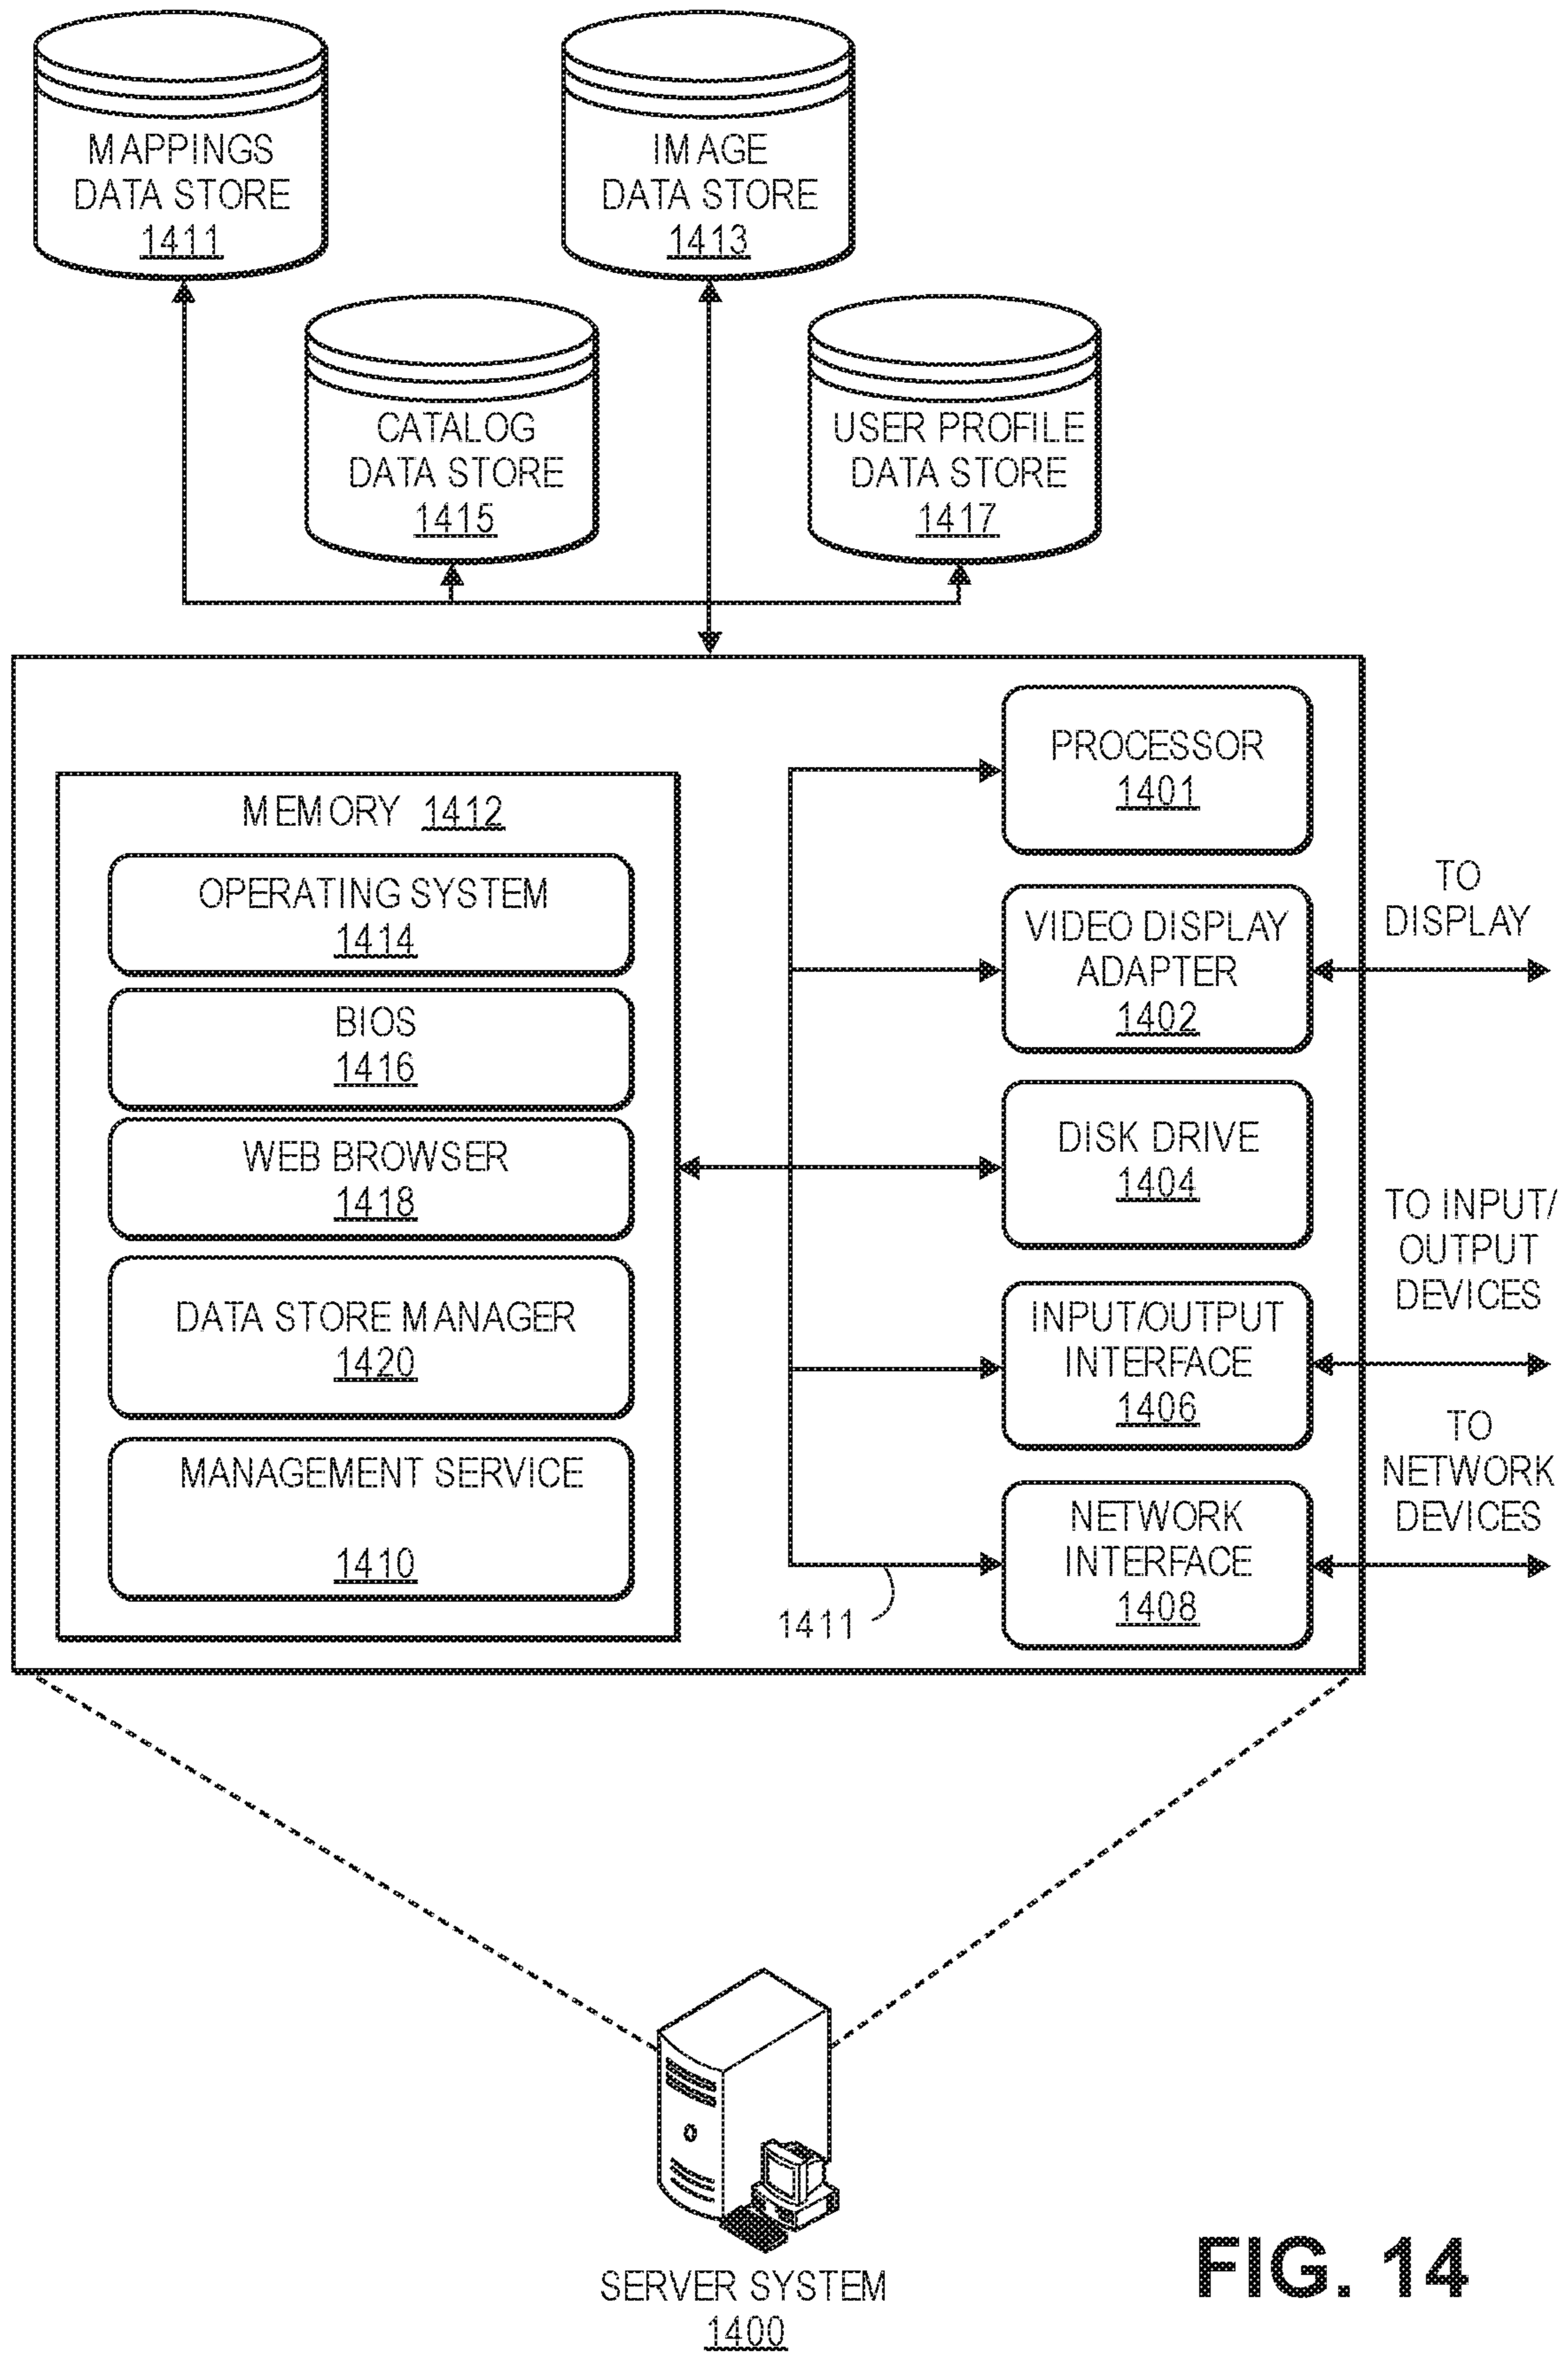 MAPPINGS
DATA STORE
1411
IMAGE
DATA STORE
1413
CATALOG
DATA STORE
1415
USER PROFILE
DATA STORE
1417
MEMORY 1412
OPERATING SYSTEM
1414
BIOS
1416
WEB BROWSER
1418
DATA STORE MANAGER
1420
MANAGEMENT SERVICE
1410
PROCESSOR
1401
VIDEO DISPLAY
ADAPTER
1402
DISK DRIVE
1404
INPUT/OUTPUT
INTERFACE
1406
NETWORK
INTERFACE
1408
1411
TO
DISPLAY
TO INPUT/
OUTPUT
DEVICES
TO
NETWORK
DEVICES
SERVER SYSTEM
1400
FIG. 14